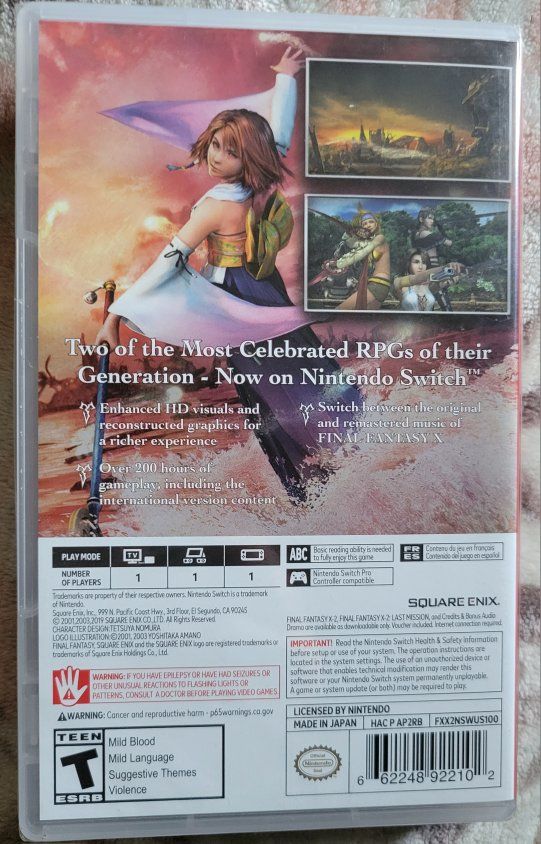 Two of the Most Celebrated RPGs of their
Generation - Now on Nintendo Switch™
Enhanced HD visuals and
reconstructed graphics for
a richer experience
Switch between the original
and remastered music of
FINAL FANTASY X
Over 200 hours of
gameplay, including the
international version content
PLAY MODE
TV
NUMBER
OF PLAYERS
1
1
1
ABC
Basic reading ability is needed
to fully enjoy this game
FR
ES
Contenu du jeu en français
Contenido del juego en español
Nintendo Switch Pro
Controller compatible
Trademarks are property of their respective owners. Nintendo Switch is a trademark
of Nintendo.
Square Enix, Inc., 999 N. Pacific Coast Hwy., 3rd Floor, El Segundo, CA 90245
© 2001,2003,2019 SQUARE ENIX CO., LTD. All Rights Reserved.
CHARACTER DESIGN:TETSUYA NOMURA
LOGO ILLUSTRATION:© 2001, 2003 YOSHITAKA AMANO
FINAL FANTASY, SQUARE ENIX and the SQUARE ENIX logo are registered trademarks or
trademarks of Square Enix Holdings Co., Ltd.
SQUARE ENIX.
FINAL FANTASY X-2, FINAL FANTASY X-2: LAST MISSION, and Credits & Bonus Audio
Drama are available as downloadable only. Voucher included. Internet connection required.
IMPORTANT! Read the Nintendo Switch Health & Safety Information
before setup or use of your system. The operation instructions are
located in the system settings. The use of an unauthorized device or
software that enables technical modification may render this
software or your Nintendo Switch system permanently unplayable.
A game or system update (or both) may be required to play.
WARNING: IF YOU HAVE EPILEPSY OR HAVE HAD SEIZURES OR
OTHER UNUSUAL REACTIONS TO FLASHING LIGHTS OR
PATTERNS, CONSULT A DOCTOR BEFORE PLAYING VIDEO GAMES.
WARNING: Cancer and reproductive harm - p65warnings.ca.gov
TEEN
T
ESRB
Mild Blood
Mild Language
Suggestive Themes
Violence
LICENSED BY NINTENDO
MADE IN JAPAN
HAC P AP2RB
FXX2NSWUS100
Official
Nintendo
Seal
6 62248 92210 2